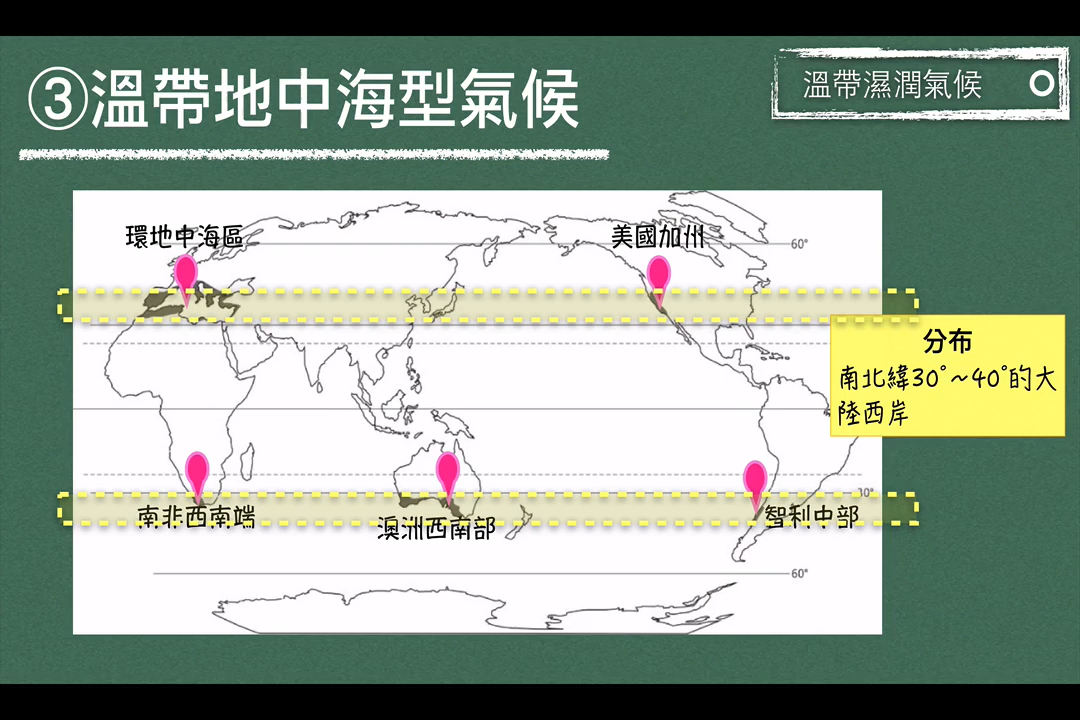 ③溫帶地中海型氣候
溫帶濕潤氣候
環地中海區
美國加州
60°
分布
南北緯30°~40°的大
陸西岸
南非西南端
澳洲西南部
智利中部
60°